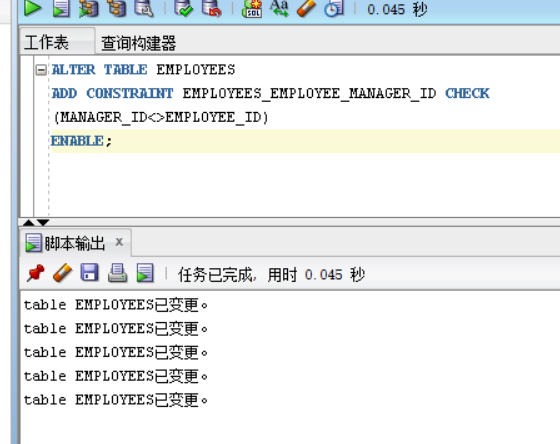 0.045 秒
工作表 查询构建器
ALTER TABLE EMPLOYEES
ADD CONSTRAINT EMPLOYEES_EMPLOYEE_MANAGER_ID CHECK
(MANAGER_ID<>EMPLOYEE_ID)
ENABLE;
脚本输出 x
任务已完成, 用时 0.045 秒
table EMPLOYEES已变更。
table EMPLOYEES已变更。
table EMPLOYEES已变更。
table EMPLOYEES已变更。
table EMPLOYEES已变更。